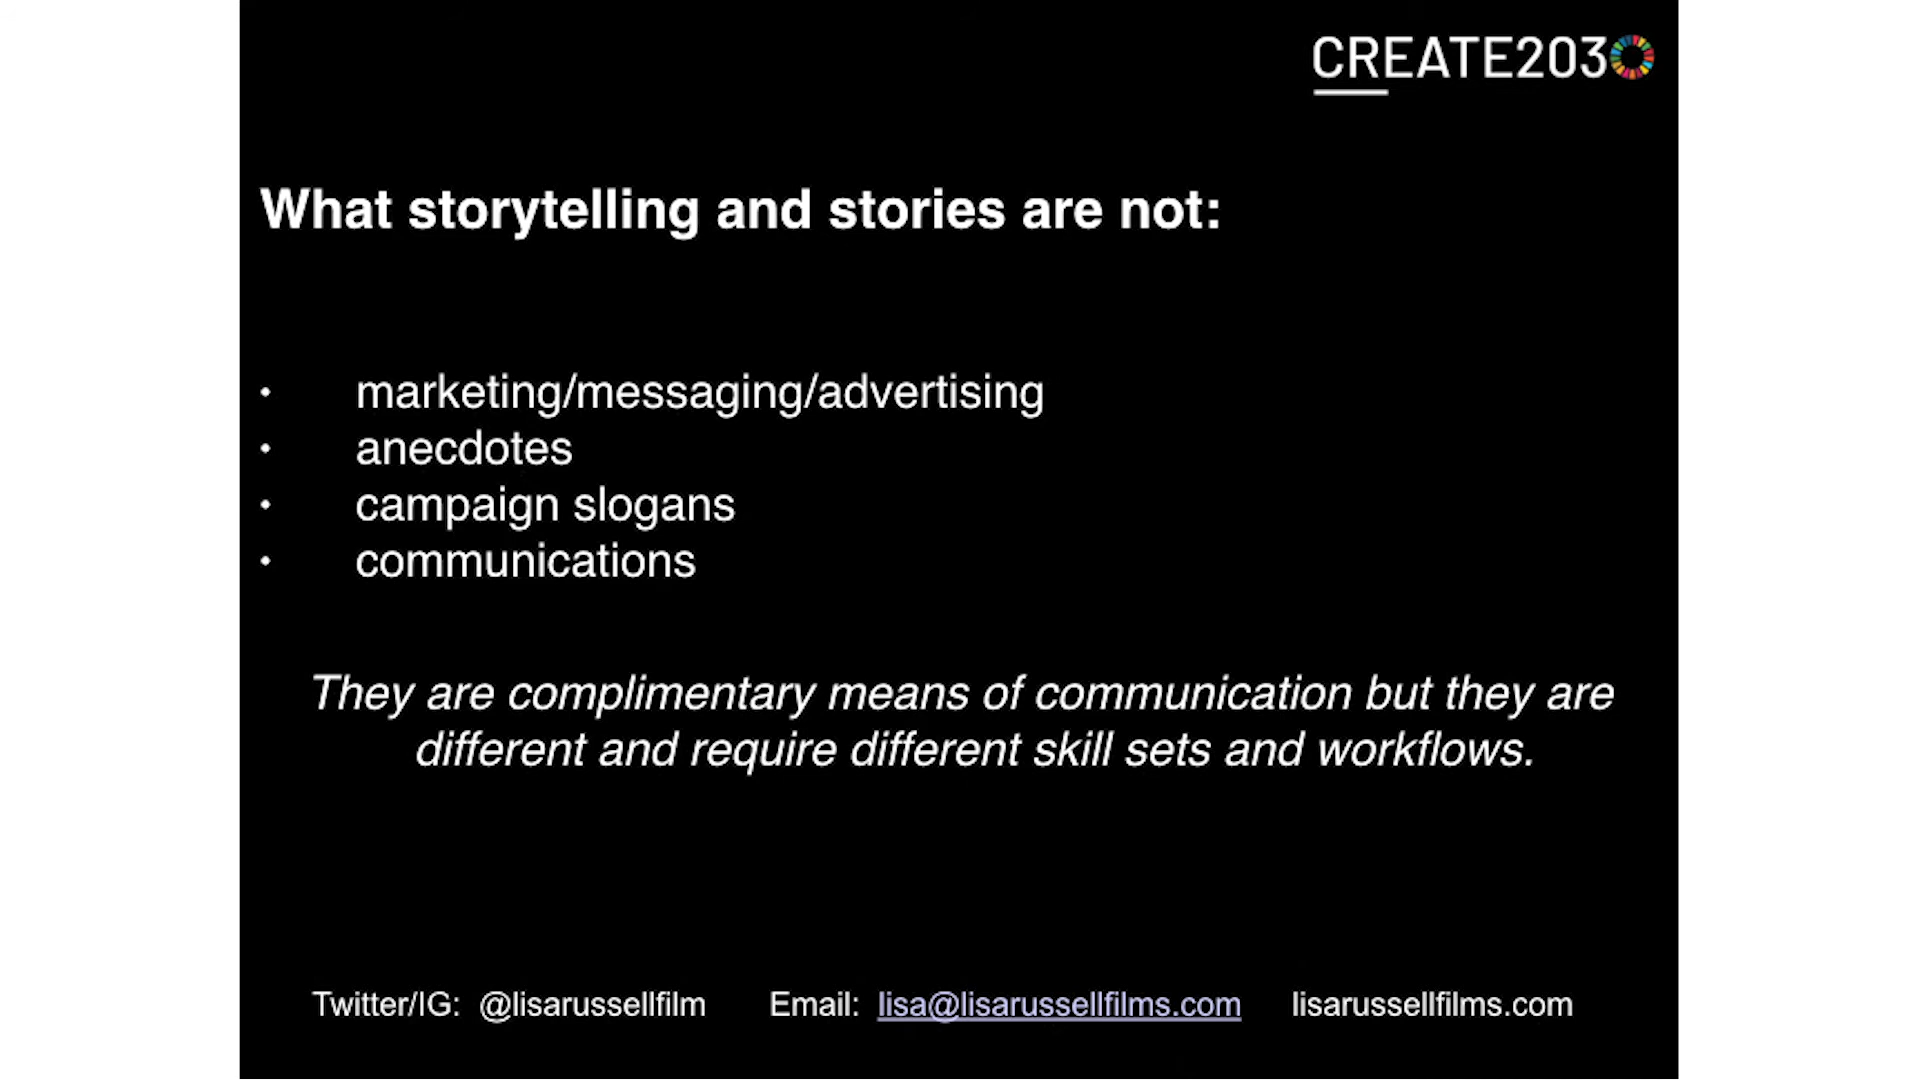 CREATE2030
What storytelling and stories are not:
• marketing/messaging/advertising
• anecdotes
• campaign slogans
• communications
They are complimentary means of communication but they are
different and require different skill sets and workflows.
Twitter/IG: @lisarussellfilm Email: lisa@lisarussellfilms.com lisarussellfilms.com